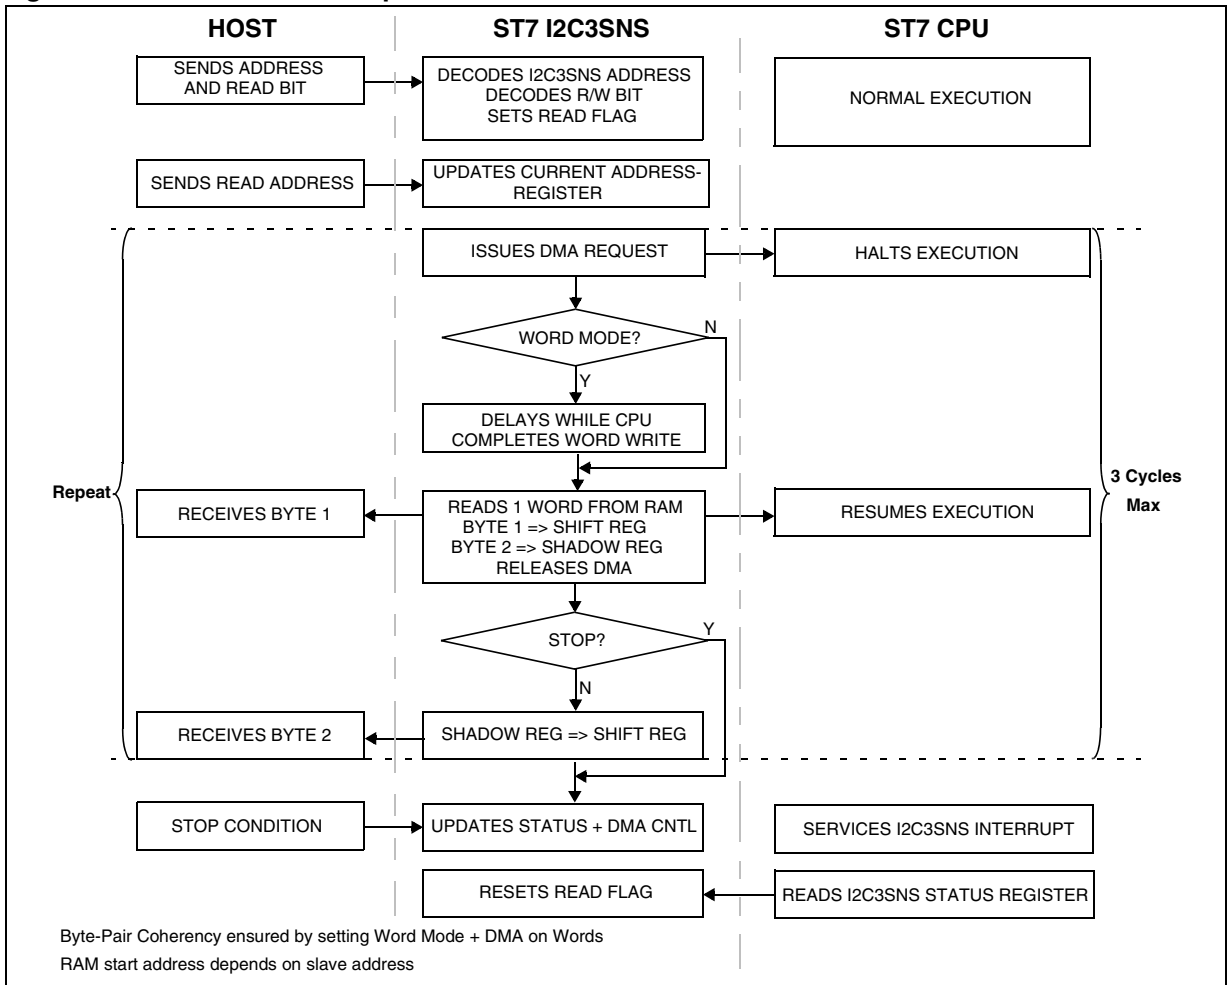 HOST
ST7 I2C3SNS
ST7 CPU
SENDS ADDRESS
AND READ BIT
DECODES I2C3SNS ADDRESS
DECODES R/W BIT
SETS READ FLAG
NORMAL EXECUTION
SENDS READ ADDRESS
UPDATES CURRENT ADDRESS-
REGISTER
ISSUES DMA REQUEST
HALTS EXECUTION
WORD MODE?
N
Y
DELAYS WHILE CPU
COMPLETES WORD WRITE
Repeat
3 Cycles
Max
RECEIVES BYTE 1
READS 1 WORD FROM RAM
BYTE 1 => SHIFT REG
BYTE 2 => SHADOW REG
RELEASES DMA
RESUMES EXECUTION
STOP?
Y
N
RECEIVES BYTE 2
SHADOW REG => SHIFT REG
STOP CONDITION
UPDATES STATUS + DMA CNTL
SERVICES I2C3SNS INTERRUPT
RESETS READ FLAG
READS I2C3SNS STATUS REGISTER
Byte-Pair Coherency ensured by setting Word Mode + DMA on Words
RAM start address depends on slave address